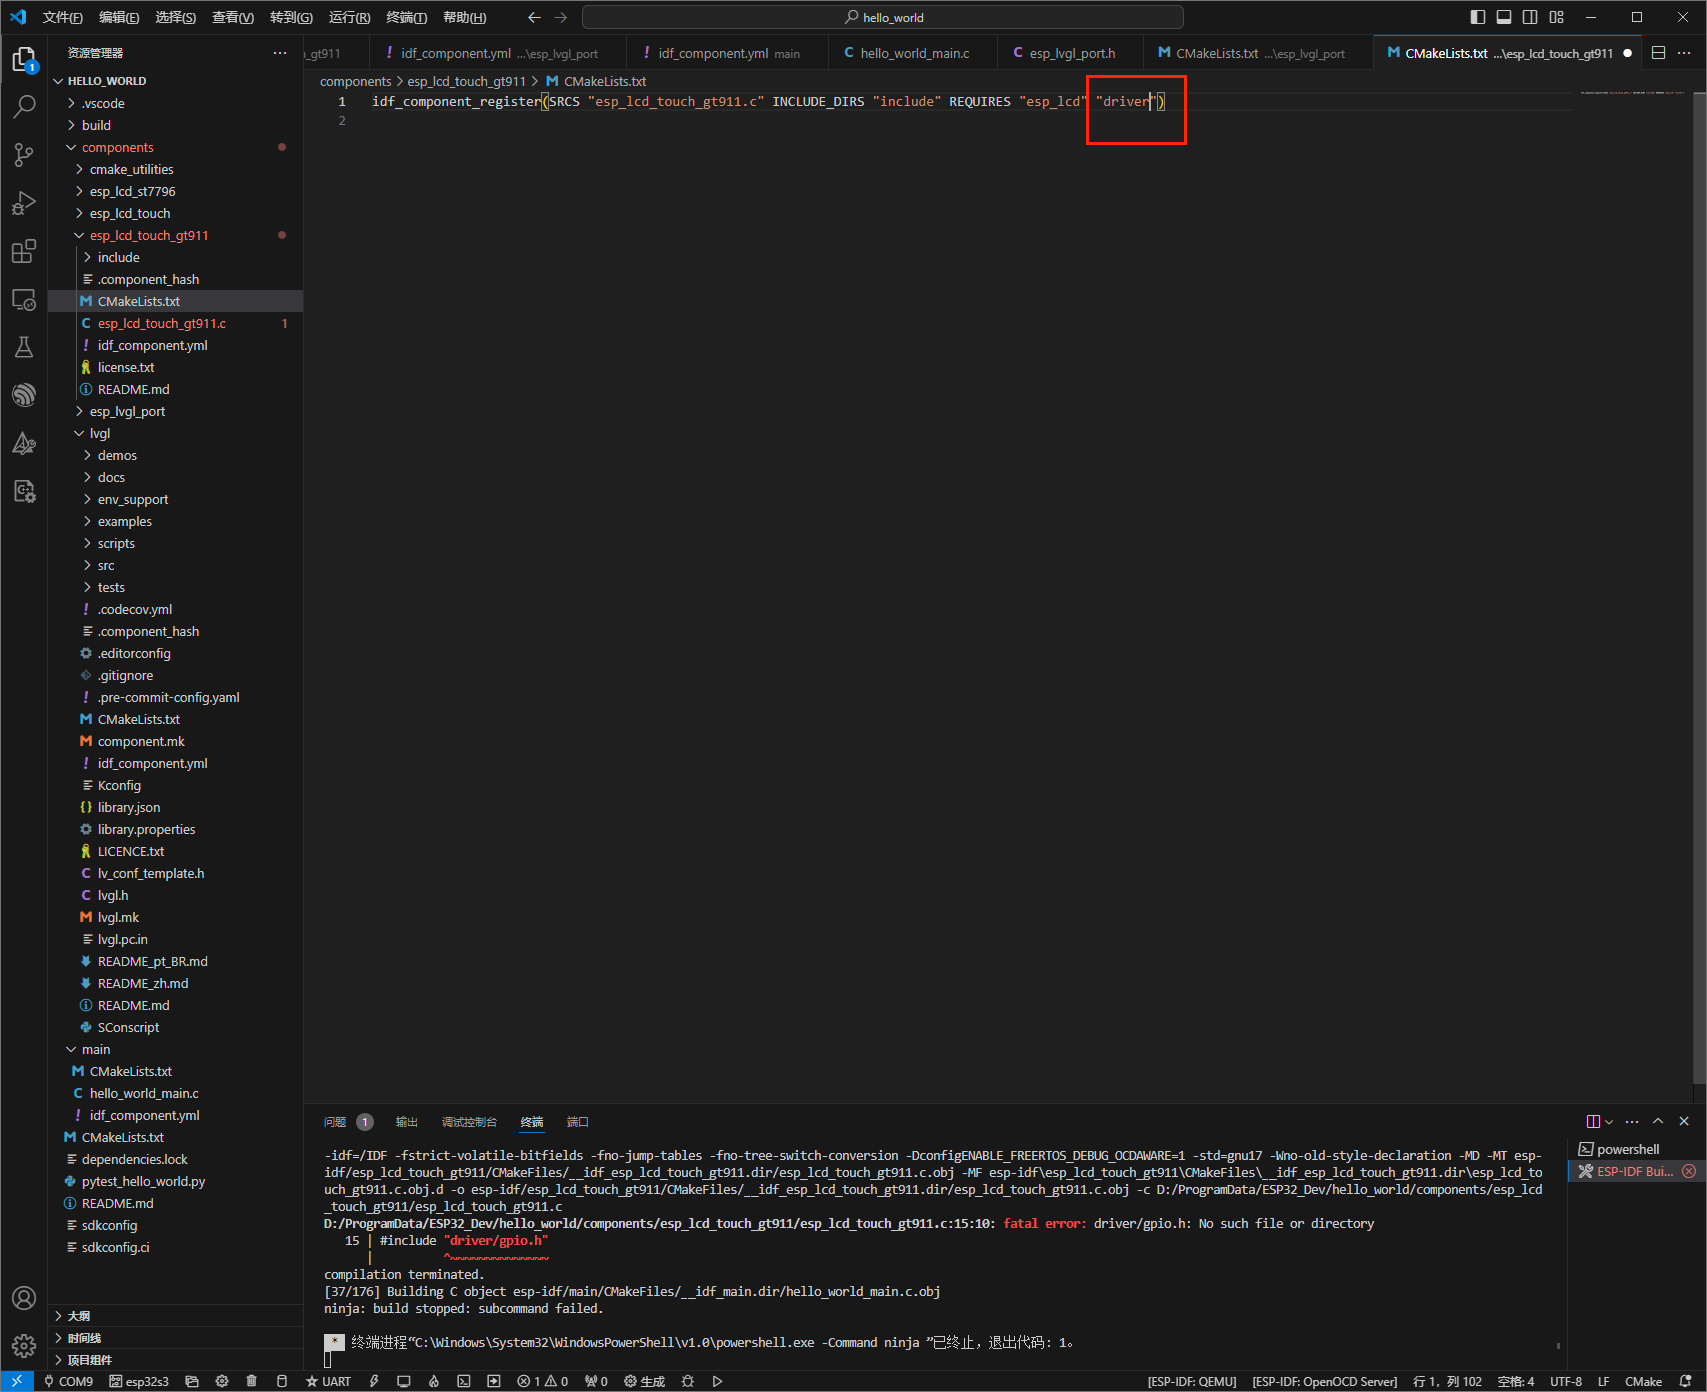 文件(F) 编辑(E) 选择(S) 查看(V) 转到(G) 运行(R) 终端(T) 帮助(H) hello_world
资源管理器
_gt911 ! idf_component.yml ...\esp_lvgl_port ! idf_component.yml main C hello_world_main.c C esp_lvgl_port.h M CMakeLists.txt ...\esp_lvgl_port M CMakeLists.txt ...\esp_lcd_touch_gt911
components > esp_lcd_touch_gt911 > M CMakeLists.txt
1 idf_component_register(SRCS "esp_lcd_touch_gt911.c" INCLUDE_DIRS "include" REQUIRES "esp_lcd" "driver")
2
1
HELLO_WORLD
.vscode
build
components
cmake_utilities
esp_lcd_st7796
esp_lcd_touch
esp_lcd_touch_gt911
include
.component_hash
M CMakeLists.txt
C esp_lcd_touch_gt911.c 1
! idf_component.yml
license.txt
README.md
esp_lvgl_port
lvgl
demos
docs
env_support
examples
scripts
src
tests
! .codecov.yml
.component_hash
.editorconfig
.gitignore
! .pre-commit-config.yaml
M CMakeLists.txt
M component.mk
! idf_component.yml
Kconfig
{} library.json
library.properties
LICENCE.txt
C lv_conf_template.h
C lvgl.h
M lvgl.mk
lvgl.pc.in
README_pt_BR.md
README_zh.md
README.md
SConscript
main
M CMakeLists.txt
C hello_world_main.c
! idf_component.yml
M CMakeLists.txt
dependencies.lock
pytest_hello_world.py
README.md
sdkconfig
sdkconfig.ci
大纲
时间线
项目组件
问题 1 输出 调试控制台 终端 端口
powershell
ESP-IDF Bui...
-idf=/IDF -fstrict-volatile-bitfields -fno-jump-tables -fno-tree-switch-conversion -DconfigENABLE_FREERTOS_DEBUG_OCDAWARE=1 -std=gnu17 -Wno-old-style-declaration -MD -MT esp-
idf/esp_lcd_touch_gt911/CMakeFiles/__idf_esp_lcd_touch_gt911.dir/esp_lcd_touch_gt911.c.obj -MF esp-idf\esp_lcd_touch_gt911\CMakeFiles\__idf_esp_lcd_touch_gt911.dir\esp_lcd_to
uch_gt911.c.obj.d -o esp-idf/esp_lcd_touch_gt911/CMakeFiles/__idf_esp_lcd_touch_gt911.dir/esp_lcd_touch_gt911.c.obj -c D:/ProgramData/ESP32_Dev/hello_world/components/esp_lcd
_touch_gt911/esp_lcd_touch_gt911.c
D:/ProgramData/ESP32_Dev/hello_world/components/esp_lcd_touch_gt911/esp_lcd_touch_gt911.c:15:10: fatal error: driver/gpio.h: No such file or directory
15 | #include "driver/gpio.h"
| ^~~~~~~~~~~~~~~
compilation terminated.
[37/176] Building C object esp-idf/main/CMakeFiles/__idf_main.dir/hello_world_main.c.obj
ninja: build stopped: subcommand failed.
* 终端进程“C:\Windows\System32\WindowsPowerShell\v1.0\powershell.exe -Command ninja ”已终止，退出代码: 1。
COM9 esp32s3 UART 1 0 0 生成 [ESP-IDF: QEMU] [ESP-IDF: OpenOCD Server] 行 1，列 102 空格: 4 UTF-8 LF CMake